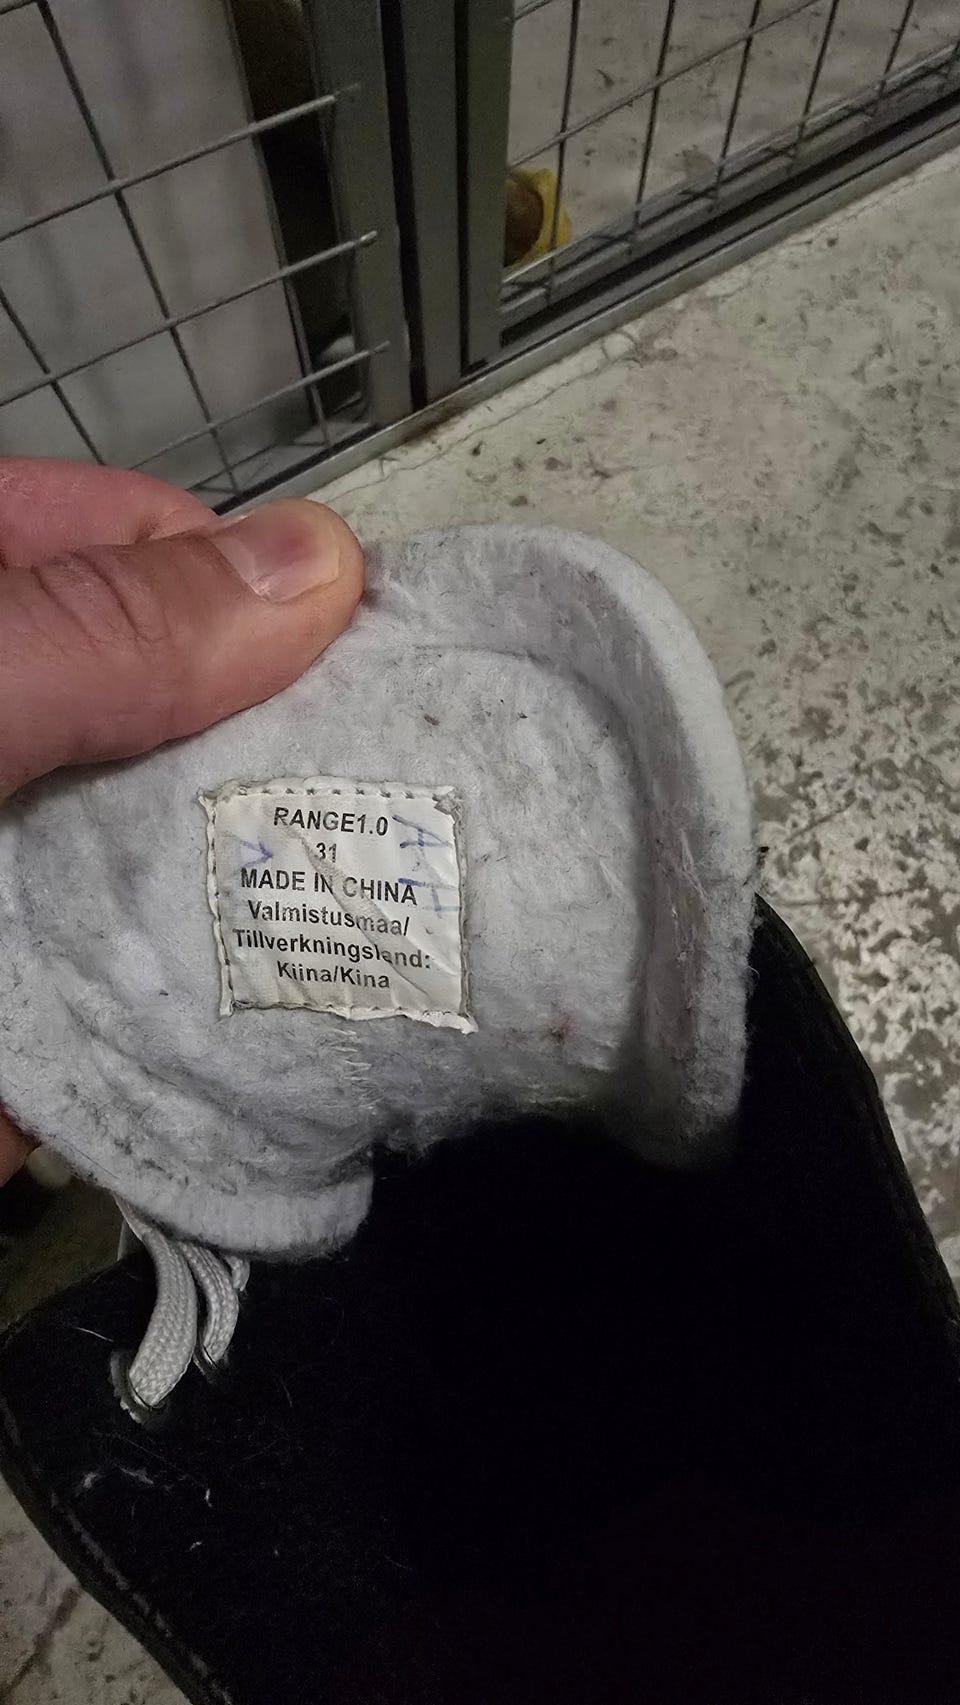 RANGE1.0
31
MADE IN CHINA
Valmistusmaa/
Tillverkningsland:
Kiina/Kina